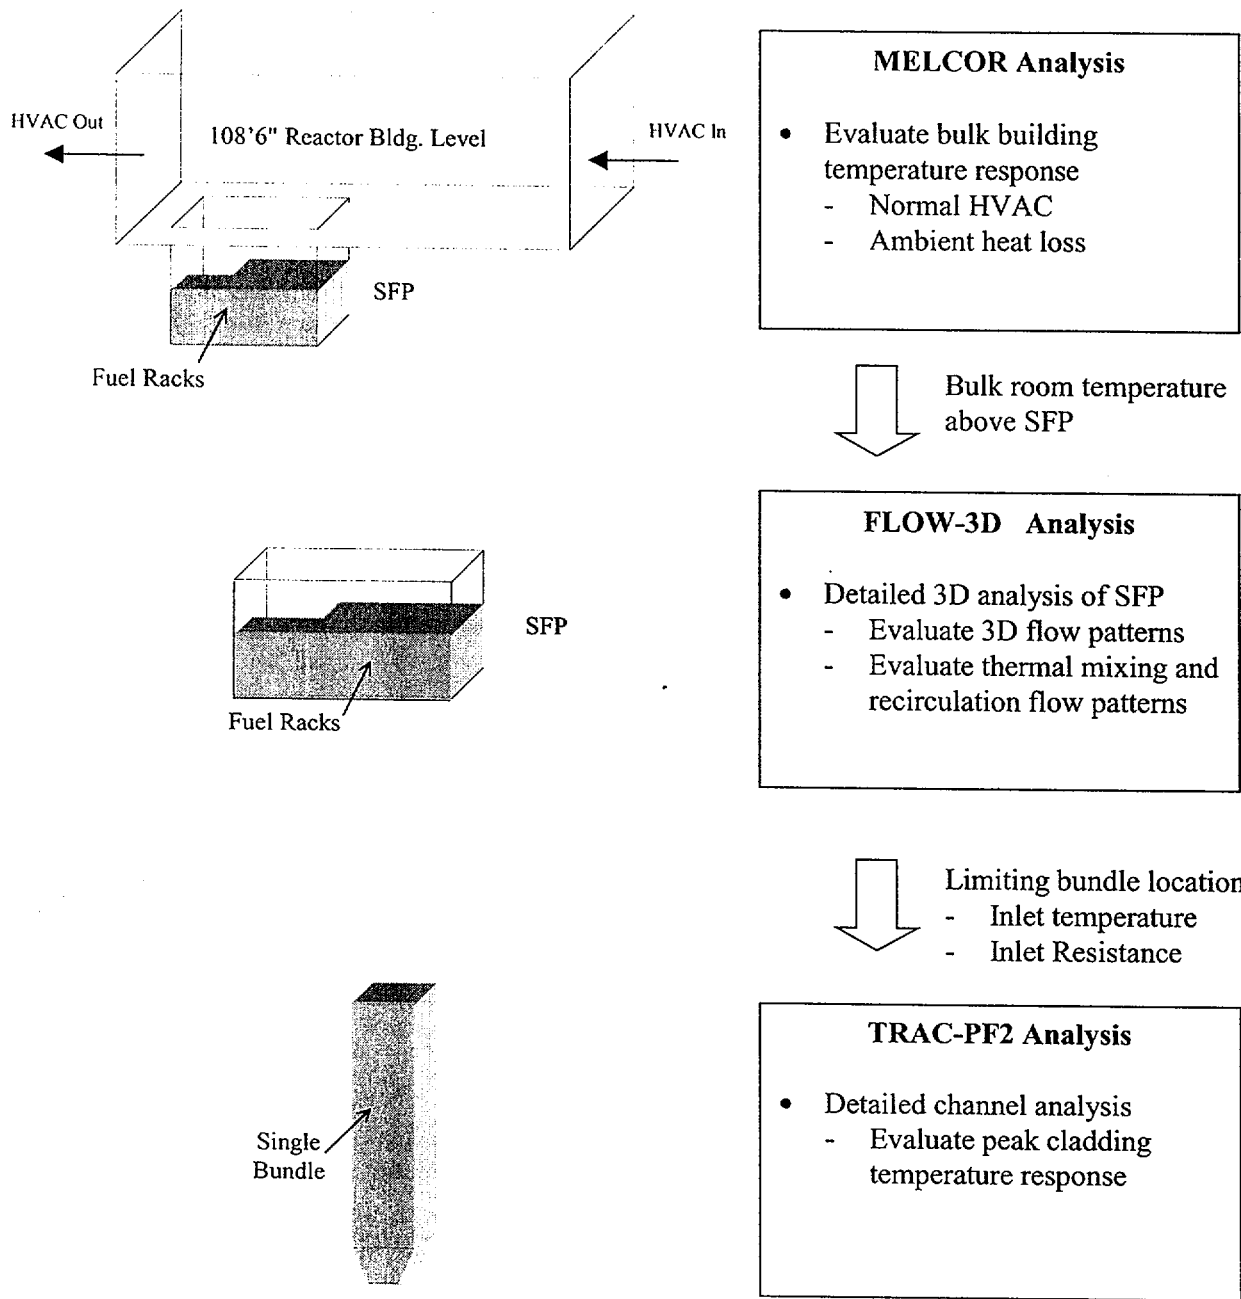 HVAC Out
108'6" Reactor Bldg. Level
HVAC In
SFP
Fuel Racks
MELCOR Analysis
• Evaluate bulk building
temperature response
- Normal HVAC
- Ambient heat loss
Bulk room temperature
above SFP
SFP
Fuel Racks
FLOW-3D Analysis
• Detailed 3D analysis of SFP
- Evaluate 3D flow patterns
- Evaluate thermal mixing and
recirculation flow patterns
Limiting bundle location
- Inlet temperature
- Inlet Resistance
Single
Bundle
TRAC-PF2 Analysis
• Detailed channel analysis
- Evaluate peak cladding
temperature response